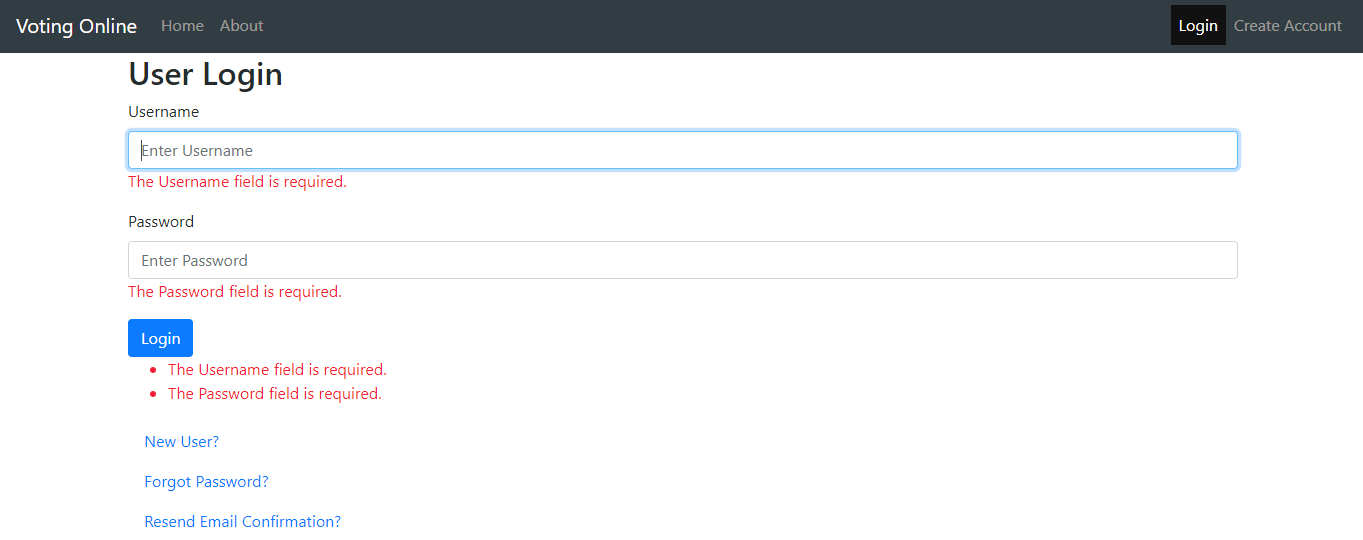 Voting Online Home About Login Create Account
User Login
Username
Enter Username
The Username field is required.
Password
Enter Password
The Password field is required.
Login
The Username field is required.
The Password field is required.
New User?
Forgot Password?
Resend Email Confirmation?